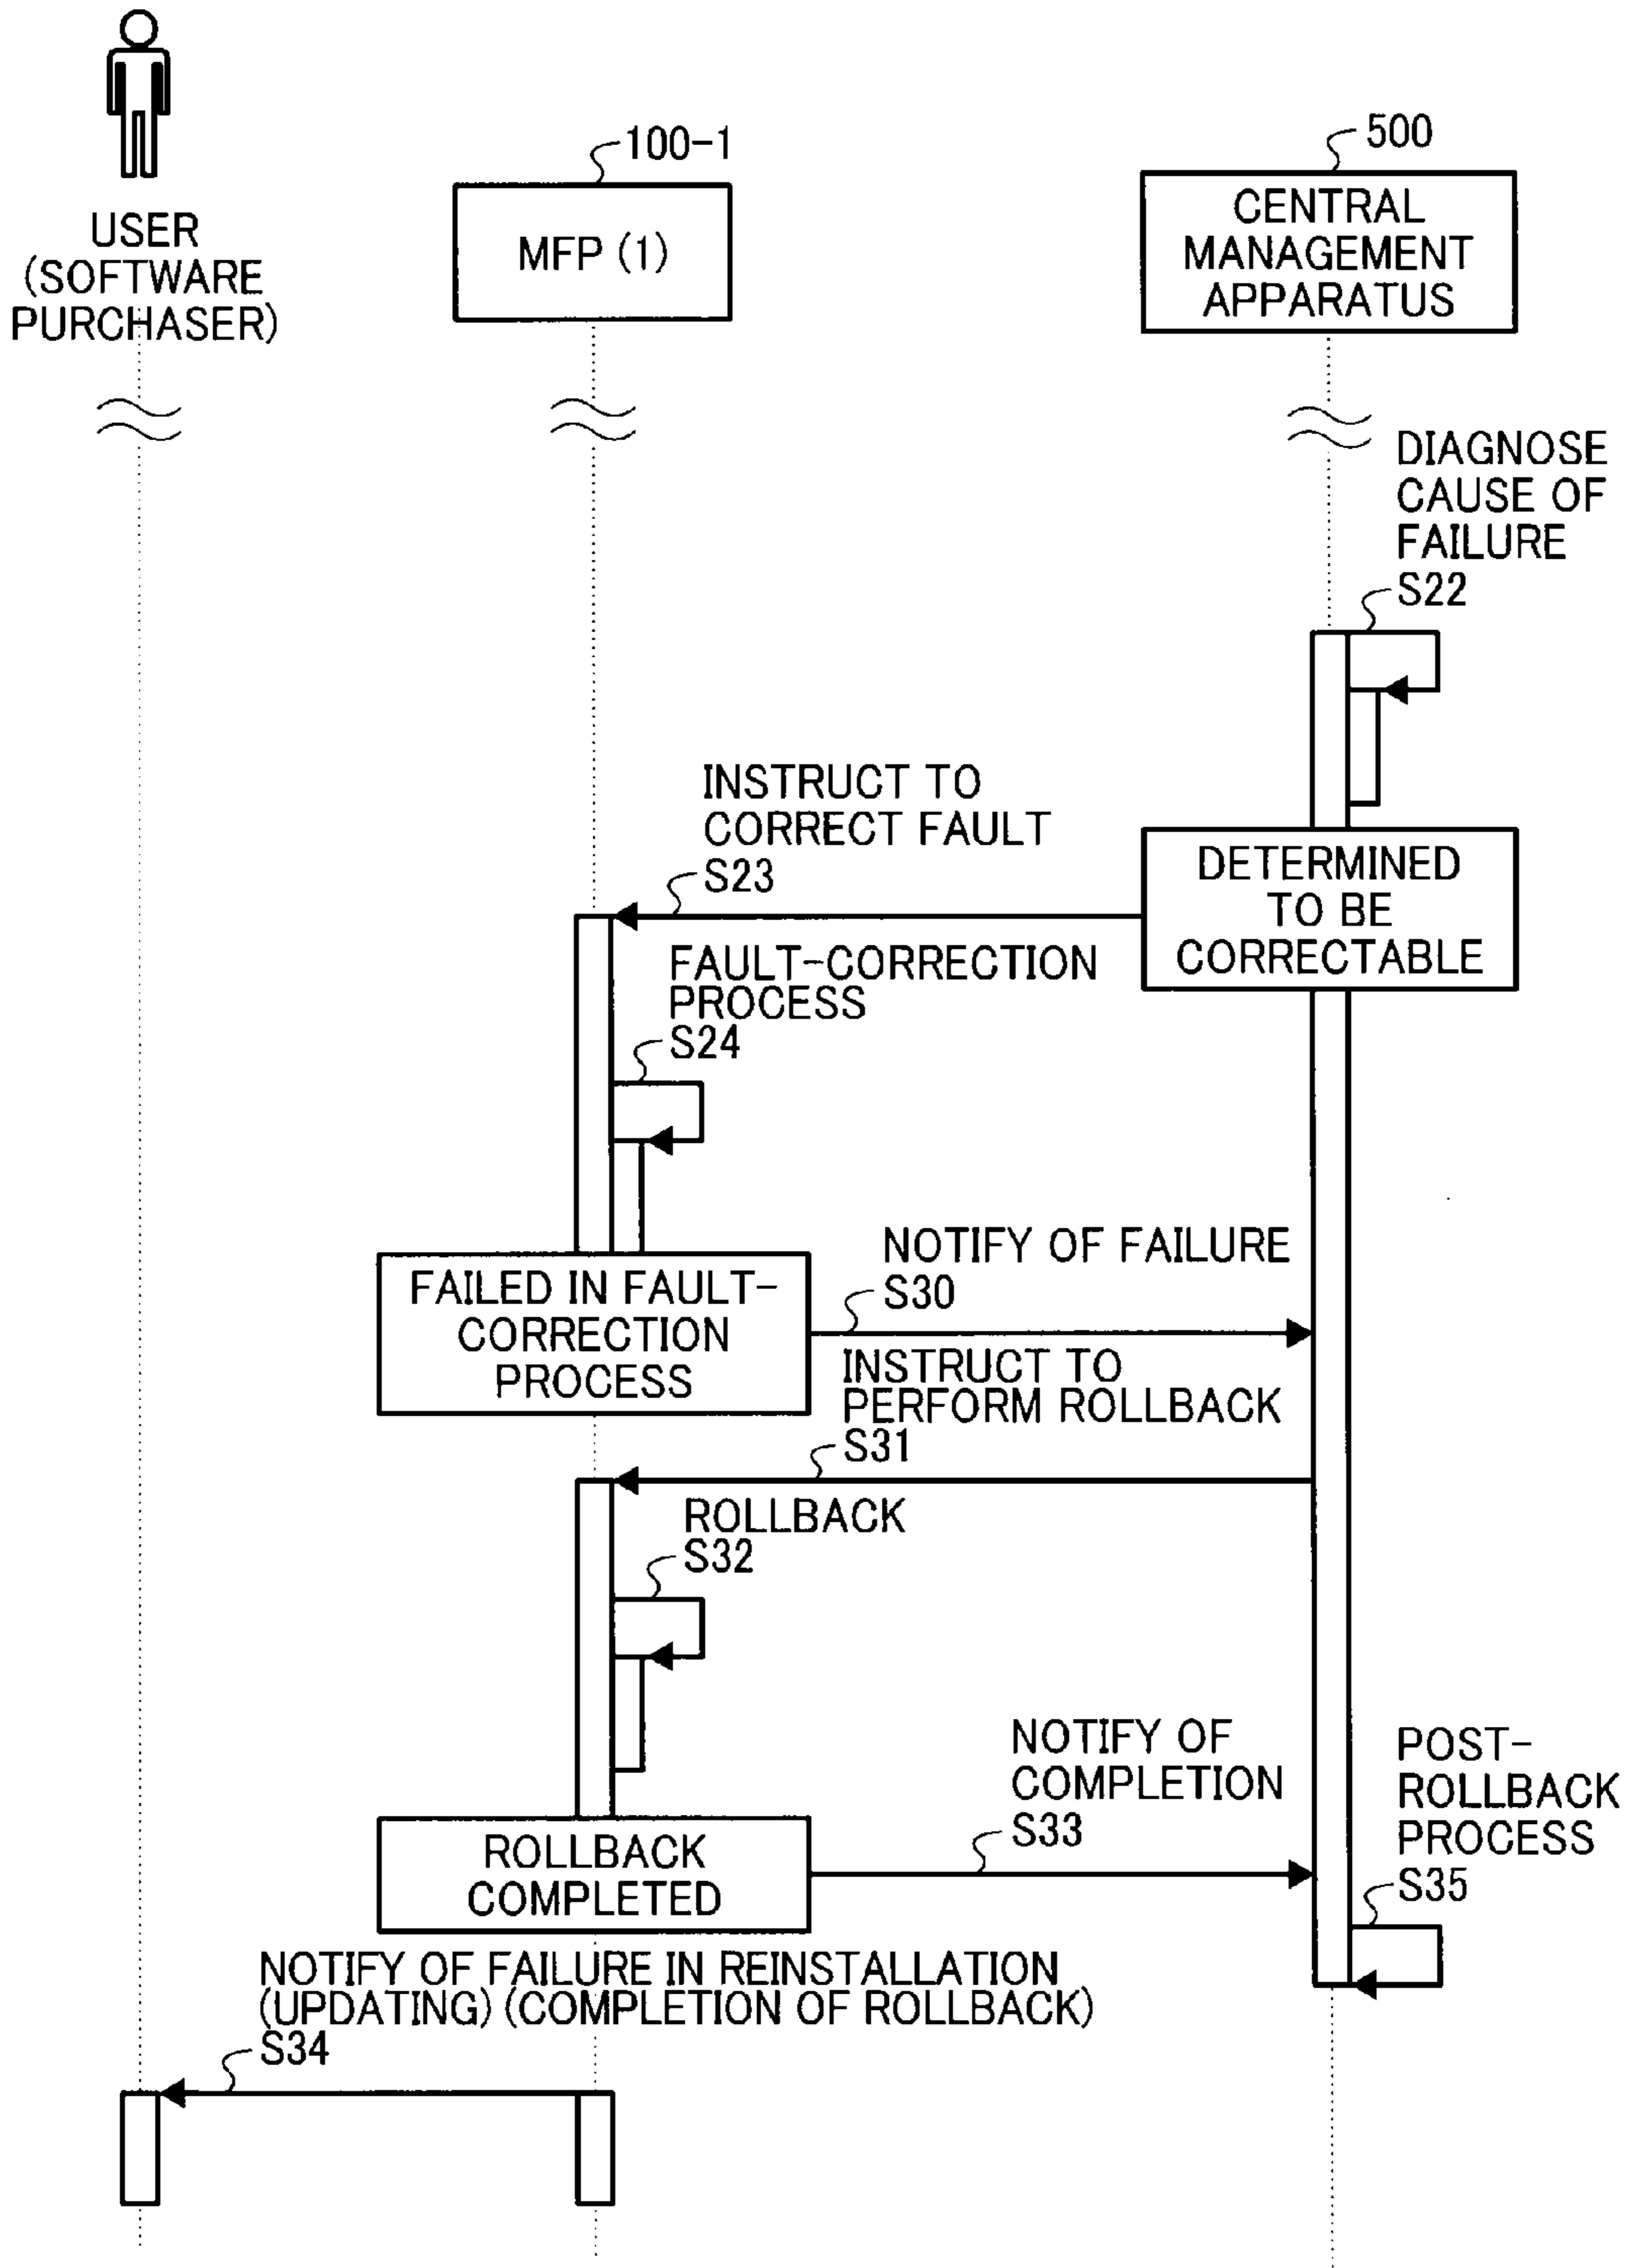 100-1
500
USER
(SOFTWARE
PURCHASER)
MFP (1)
CENTRAL
MANAGEMENT
APPARATUS
DIAGNOSE
CAUSE OF
FAILURE
S22
INSTRUCT TO
CORRECT FAULT
S23
DETERMINED
TO BE
CORRECTABLE
FAULT-CORRECTION
PROCESS
S24
FAILED IN FAULT-
CORRECTION
PROCESS
NOTIFY OF FAILURE
S30
INSTRUCT TO
PERFORM ROLLBACK
S31
ROLLBACK
S32
NOTIFY OF
COMPLETION
S33
POST-
ROLLBACK
PROCESS
S35
ROLLBACK
COMPLETED
NOTIFY OF FAILURE IN REINSTALLATION
(UPDATING) (COMPLETION OF ROLLBACK)
S34